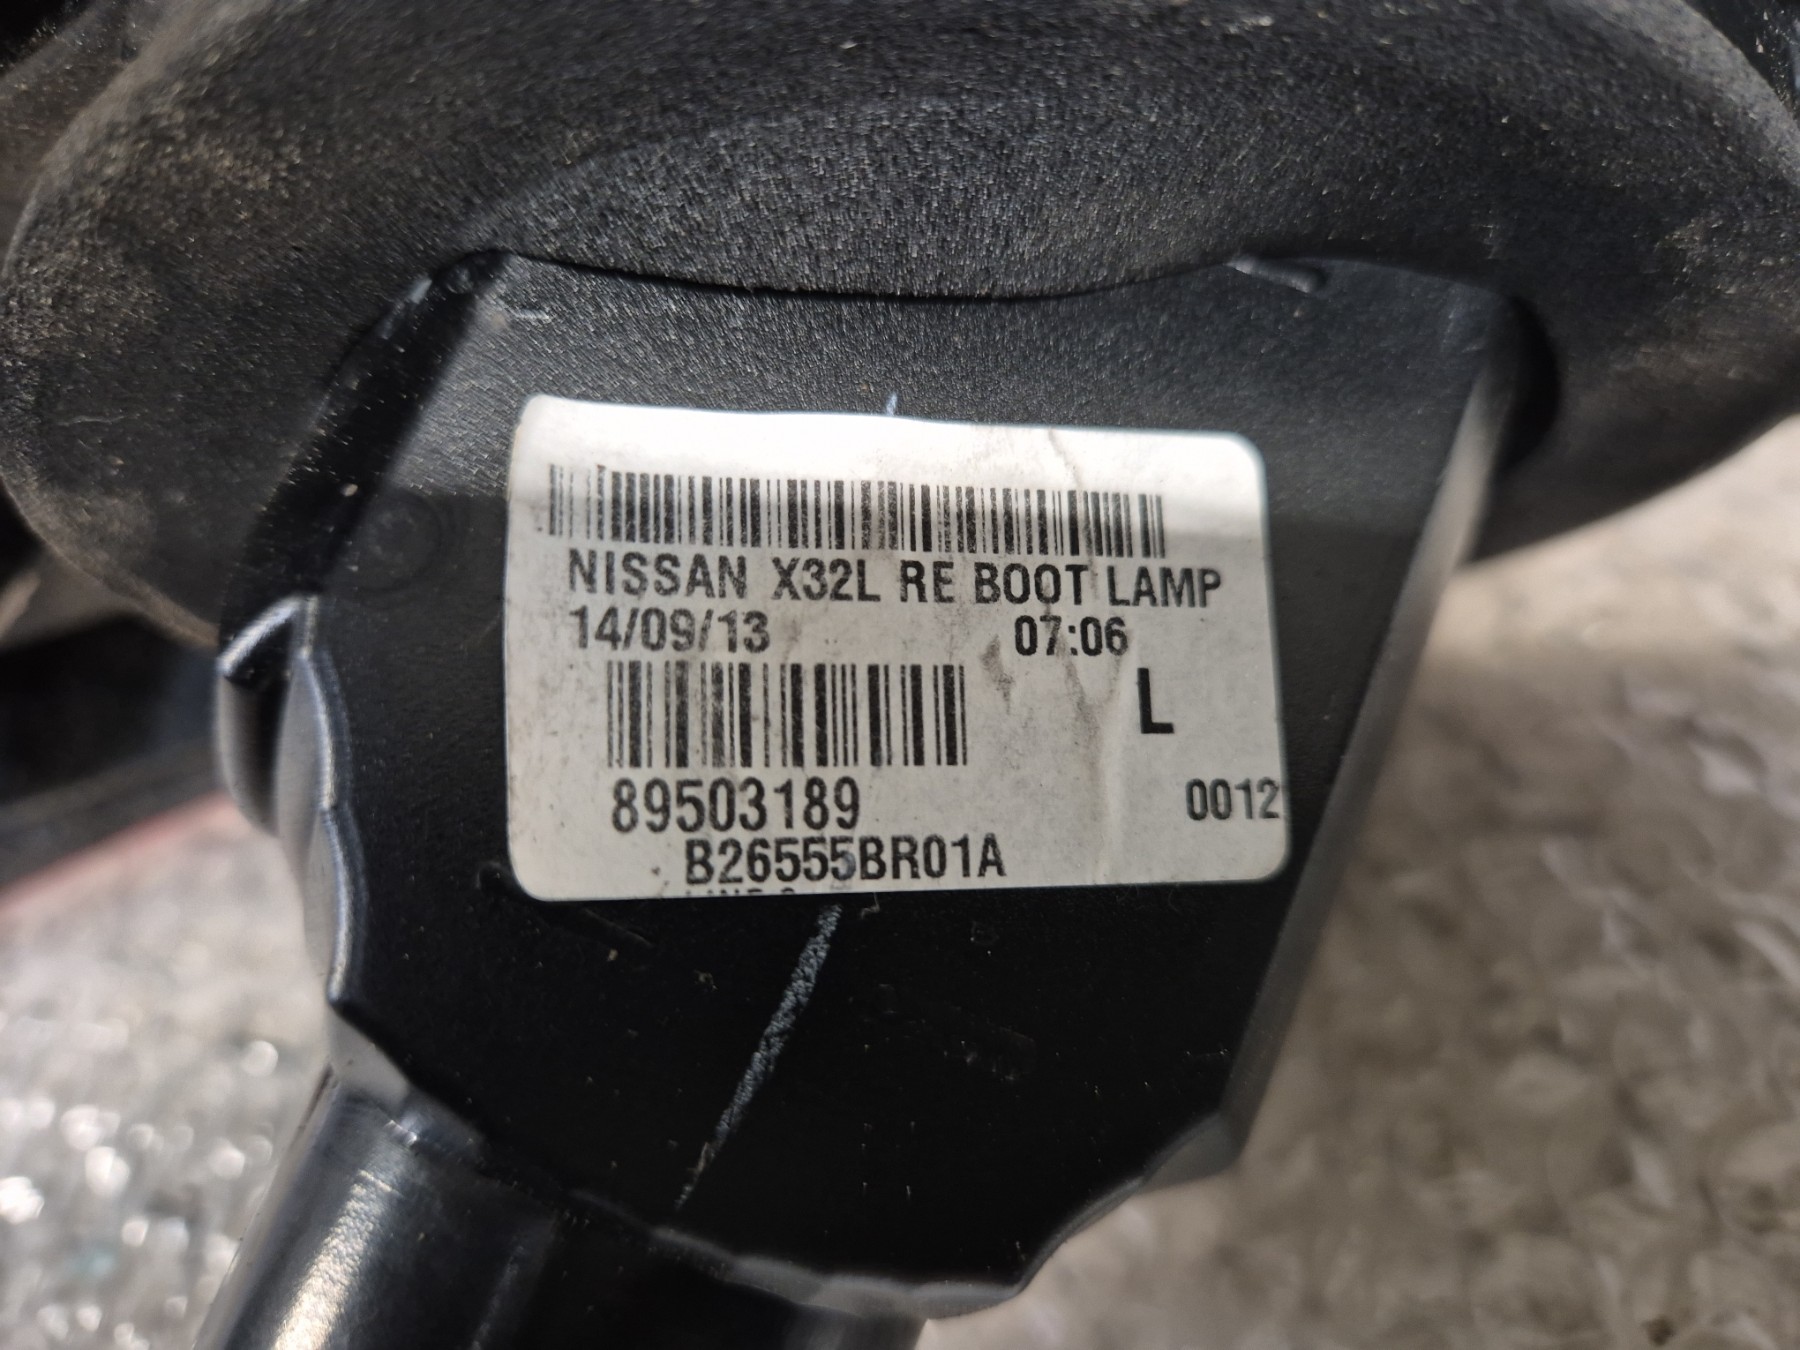 NISSAN X32L RE BOOT LAMP
14/09/13 07:06
L
89503189 0012
B26555BR01A